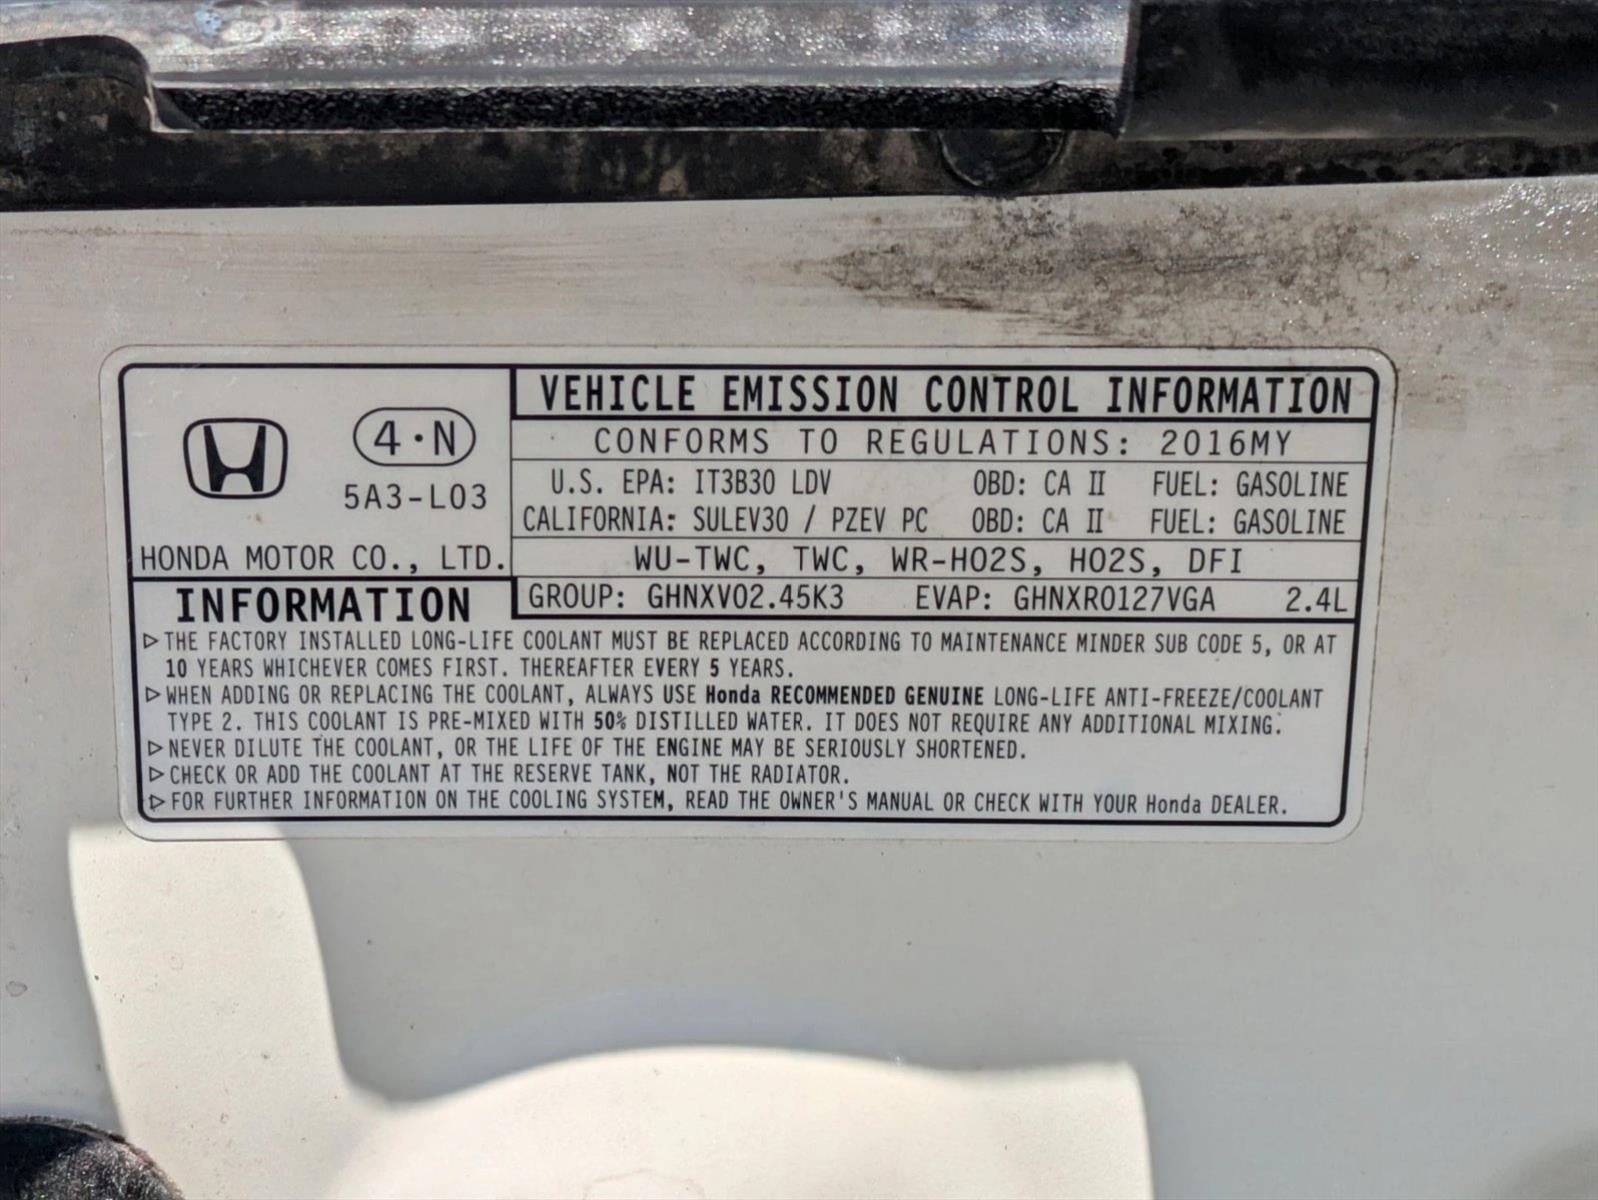 VEHICLE EMISSION CONTROL INFORMATION
4·N
5A3-L03
HONDA MOTOR CO., LTD.
CONFORMS TO REGULATIONS: 2016MY
U.S. EPA: IT3B30 LDV OBD: CA II FUEL: GASOLINE
CALIFORNIA: SULEV30 / PZEV PC OBD: CA II FUEL: GASOLINE
WU-TWC, TWC, WR-HO2S, HO2S, DFI
GROUP: GHNXV02.45K3 EVAP: GHNXR0127VGA 2.4L
INFORMATION
▷THE FACTORY INSTALLED LONG-LIFE COOLANT MUST BE REPLACED ACCORDING TO MAINTENANCE MINDER SUB CODE 5, OR AT
10 YEARS WHICHEVER COMES FIRST. THEREAFTER EVERY 5 YEARS.
▷WHEN ADDING OR REPLACING THE COOLANT, ALWAYS USE Honda RECOMMENDED GENUINE LONG-LIFE ANTI-FREEZE/COOLANT
TYPE 2. THIS COOLANT IS PRE-MIXED WITH 50% DISTILLED WATER. IT DOES NOT REQUIRE ANY ADDITIONAL MIXING.
▷NEVER DILUTE THE COOLANT, OR THE LIFE OF THE ENGINE MAY BE SERIOUSLY SHORTENED.
▷CHECK OR ADD THE COOLANT AT THE RESERVE TANK, NOT THE RADIATOR.
▷FOR FURTHER INFORMATION ON THE COOLING SYSTEM, READ THE OWNER'S MANUAL OR CHECK WITH YOUR Honda DEALER.